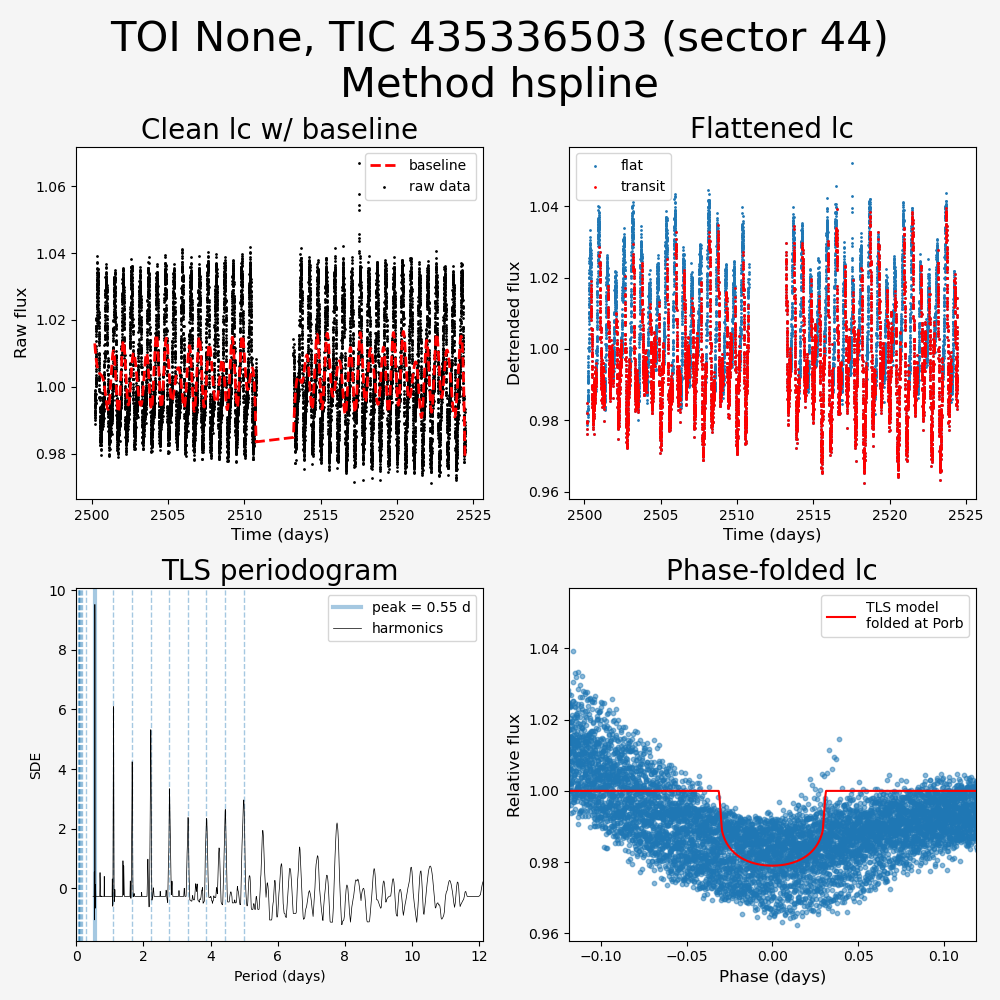 TOI None, TIC 435336503 (sector 44)
Method hspline
Clean lc w/ baseline
baseline
raw data
1.06
1.04
1.02
1.00
0.98
Raw flux
2500
2505
2510
2515
2520
2525
Time (days)
Flattened lc
flat
transit
1.04
1.02
1.00
0.98
0.96
Detrended flux
2500
2505
2510
2515
2520
2525
Time (days)
TLS periodogram
peak = 0.55 d
harmonics
10
8
6
4
2
0
SDE
0
2
4
6
8
10
12
Period (days)
Phase-folded lc
TLS model
folded at Porb
1.04
1.02
1.00
0.98
0.96
Relative flux
−0.10
−0.05
0.00
0.05
0.10
Phase (days)